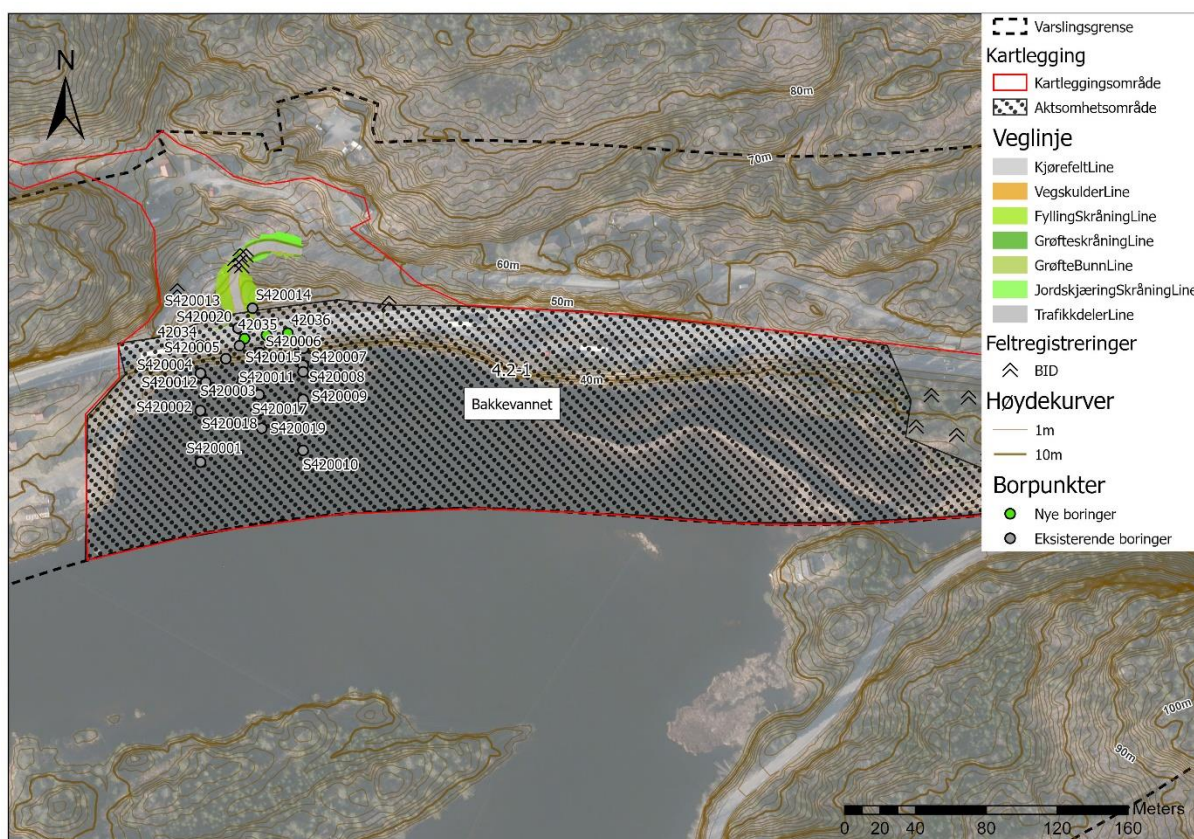 N
80m
70m
60m
50m
S420013
S420014
S420020
42035
42036
42034
S420006
S420005
S420015
S420007
S420004
S420011
S420008
4.2-1
40m
S420012
S420003
S420009
Bakkevannet
S420002
S420017
S420018
S420019
S420001
S420010
100m
90m
Varslingsgrense
Kartlegging
Kartleggingsområde
Aktsomhetsområde
Veglinje
KjørefeltLine
VegskulderLine
FyllingSkråningLine
GrøfteskråningLine
GrøfteBunnLine
JordskjæringSkråningLine
TrafikkdelerLine
Feltregistreringer
BID
Høydekurver
1m
10m
Borpunkter
Nye boringer
Eksisterende boringer
Meters
0 20 40 80 120 160